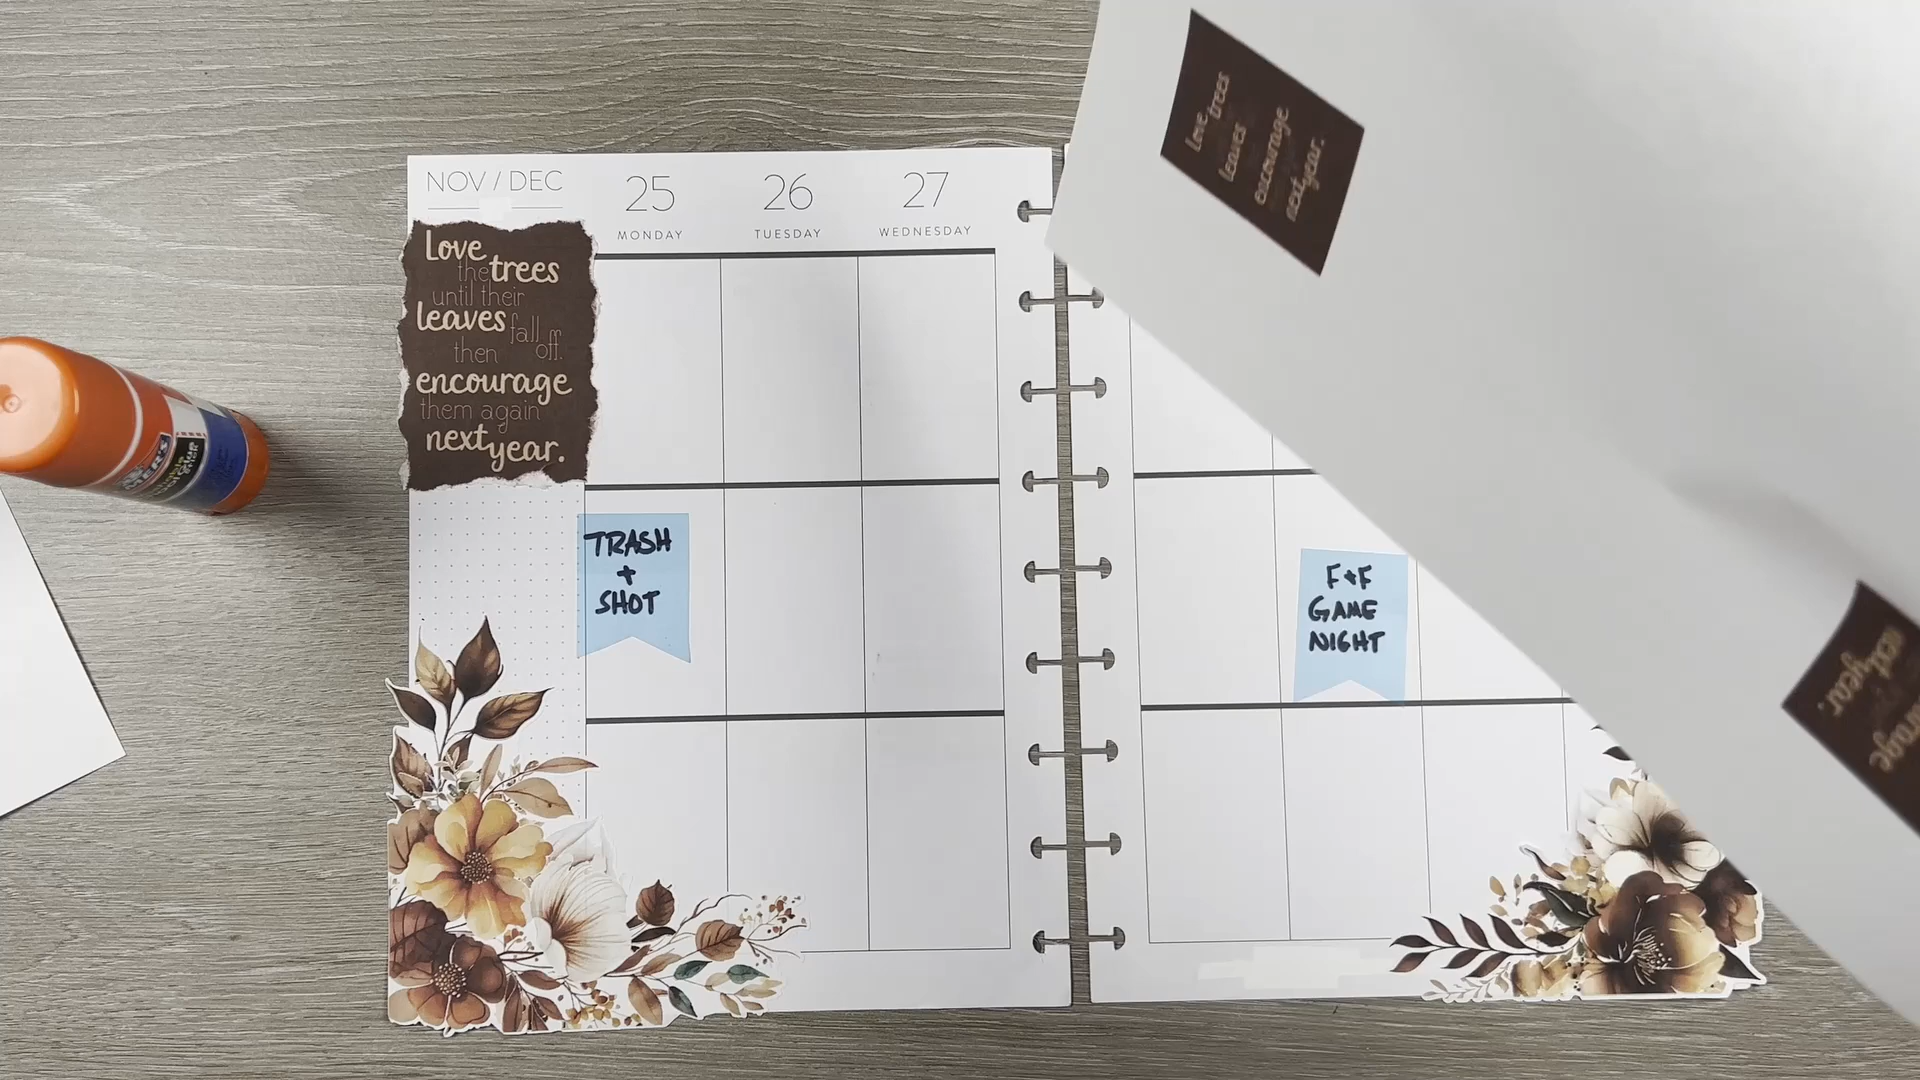 NOV / DEC
25
MONDAY
26
TUESDAY
27
WEDNESDAY
Love
the trees
until their
leaves fall
then off.
encourage
them again
next year.
TRASH
+
SHOT
F+F
GAME
NIGHT
Love trees
leaves
encourage
next year.